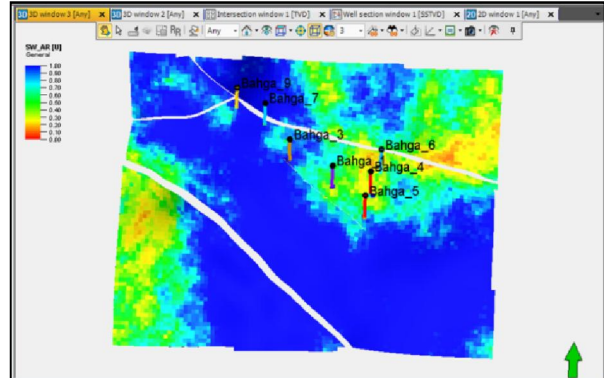 3D window 3 [Any] 3D window 2 [Any] Intersection window 1 [TVD] Well section window 1 [SSTVD] 2D window 1 [Any]
Any 3
SW_AR [U]
General
1.00
0.90
0.80
0.70
0.60
0.50
0.40
0.30
0.20
0.10
0.00
Bahga_9
Bahga_7
Bahga_3
Bahga_6
Bahga
Bahga_4
Bahga_5